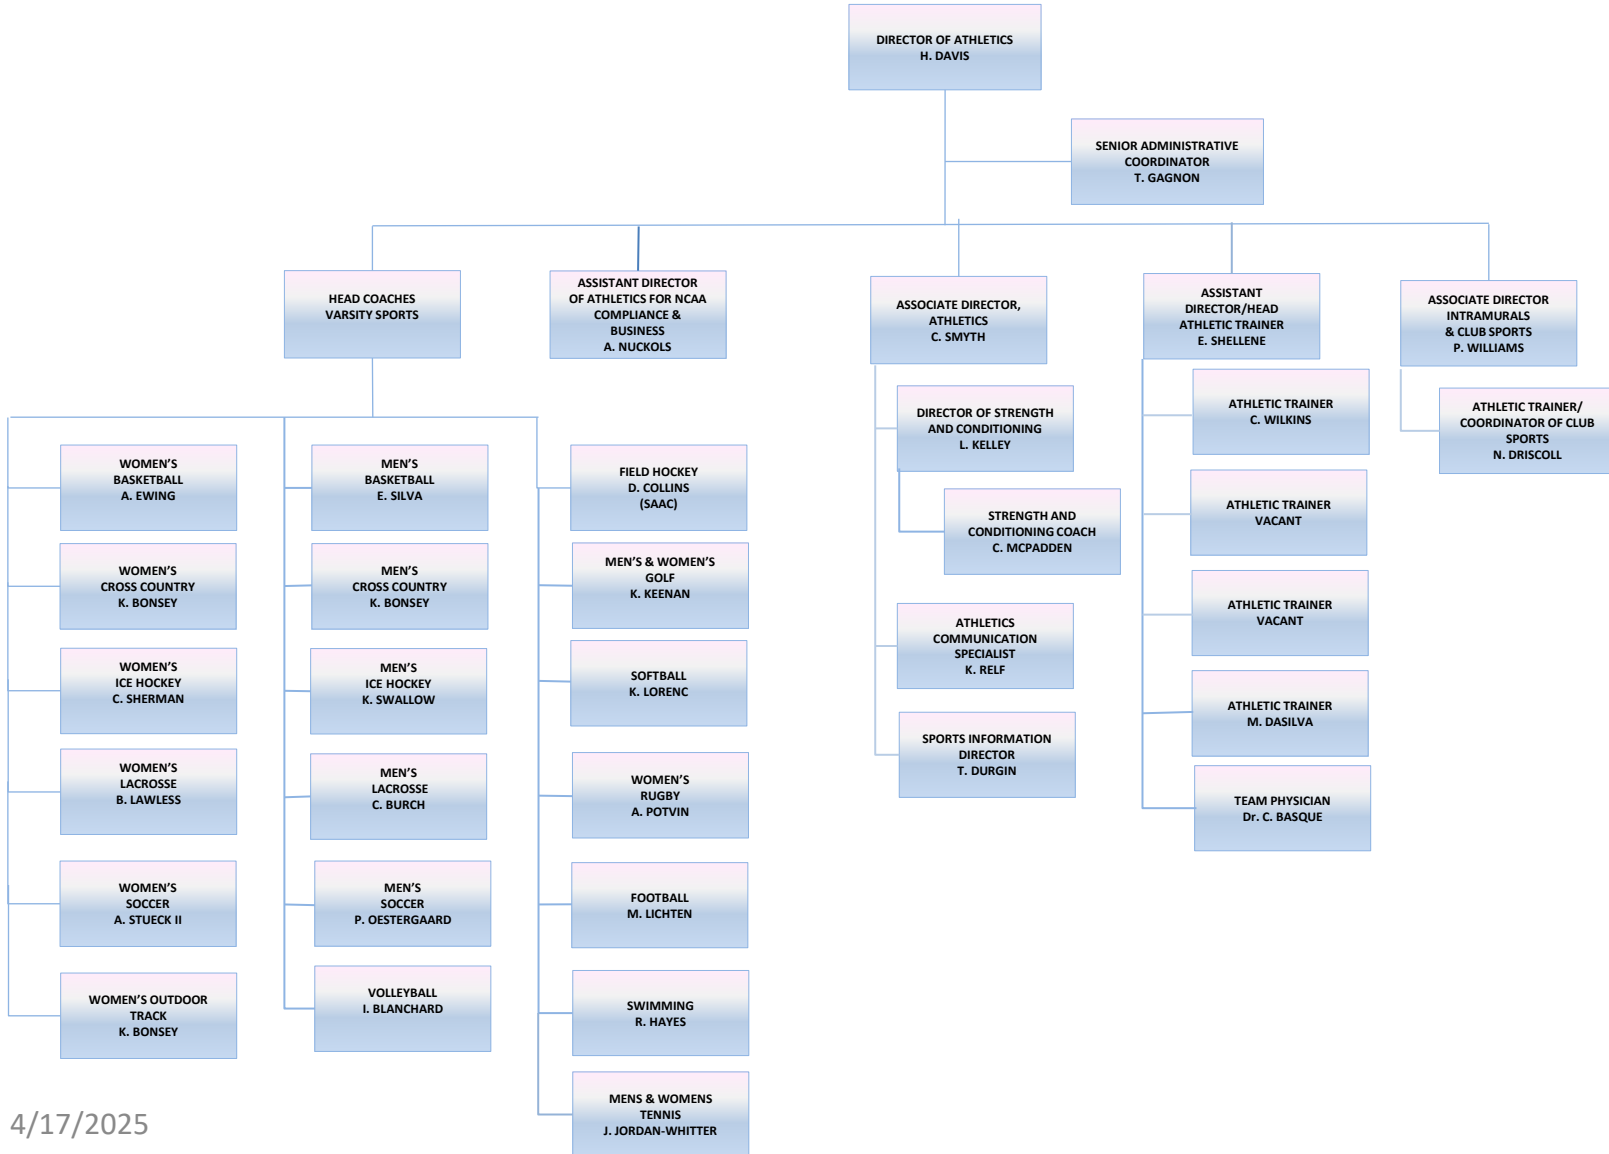 DIRECTOR OF ATHLETICS
H. DAVIS
SENIOR ADMINISTRATIVE
COORDINATOR
T. GAGNON
HEAD COACHES
VARSITY SPORTS
ASSISTANT DIRECTOR
OF ATHLETICS FOR NCAA
COMPLIANCE &
BUSINESS
A. NUCKOLS
ASSOCIATE DIRECTOR,
ATHLETICS
C. SMYTH
ASSISTANT
DIRECTOR/HEAD
ATHLETIC TRAINER
E. SHELLENE
ASSOCIATE DIRECTOR
INTRAMURALS
& CLUB SPORTS
P. WILLIAMS
WOMEN'S
BASKETBALL
A. EWING
WOMEN'S
CROSS COUNTRY
K. BONSEY
WOMEN'S
ICE HOCKEY
C. SHERMAN
WOMEN'S
LACROSSE
B. LAWLESS
WOMEN'S
SOCCER
A. STUECK II
WOMEN'S OUTDOOR
TRACK
K. BONSEY
MEN'S
BASKETBALL
E. SILVA
MEN'S
CROSS COUNTRY
K. BONSEY
MEN'S
ICE HOCKEY
K. SWALLOW
MEN'S
LACROSSE
C. BURCH
MEN'S
SOCCER
P. OESTERGAARD
VOLLEYBALL
I. BLANCHARD
FIELD HOCKEY
D. COLLINS
(SAAC)
MEN'S & WOMEN'S
GOLF
K. KEENAN
SOFTBALL
K. LORENC
WOMEN'S
RUGBY
A. POTVIN
FOOTBALL
M. LICHTEN
SWIMMING
R. HAYES
MENS & WOMENS
TENNIS
J. JORDAN-WHITTER
DIRECTOR OF STRENGTH
AND CONDITIONING
L. KELLEY
STRENGTH AND
CONDITIONING COACH
C. MCPADDEN
ATHLETICS
COMMUNICATION
SPECIALIST
K. RELF
SPORTS INFORMATION
DIRECTOR
T. DURGIN
ATHLETIC TRAINER
C. WILKINS
ATHLETIC TRAINER
VACANT
ATHLETIC TRAINER
VACANT
ATHLETIC TRAINER
M. DASILVA
TEAM PHYSICIAN
Dr. C. BASQUE
ATHLETIC TRAINER/
COORDINATOR OF CLUB
SPORTS
N. DRISCOLL
4/17/2025